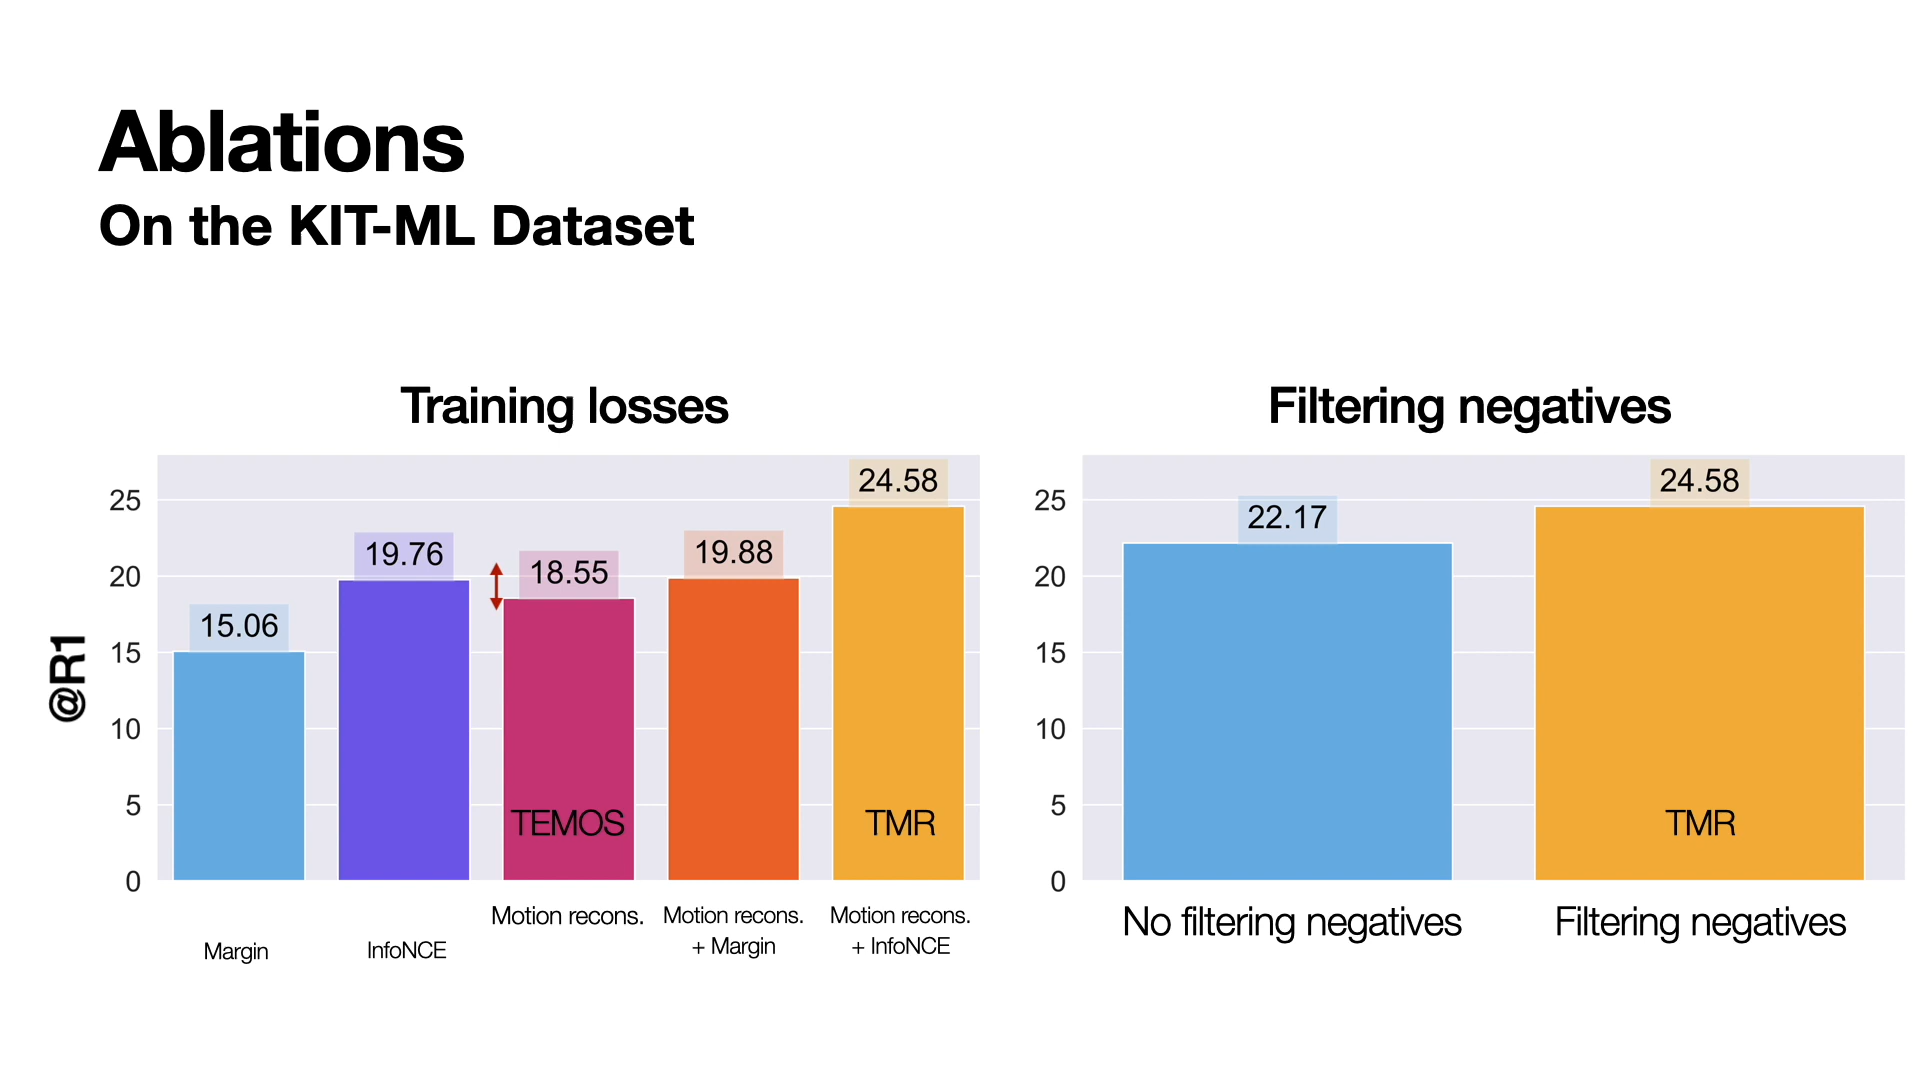 Ablations
On the KIT-ML Dataset
Training losses
@R1
25
20
15
10
5
0
15.06
19.76
18.55
19.88
24.58
TEMOS
TMR
Margin
InfoNCE
Motion recons.
Motion recons.
+ Margin
Motion recons.
+ InfoNCE
Filtering negatives
25
20
15
10
5
0
22.17
24.58
TMR
No filtering negatives
Filtering negatives